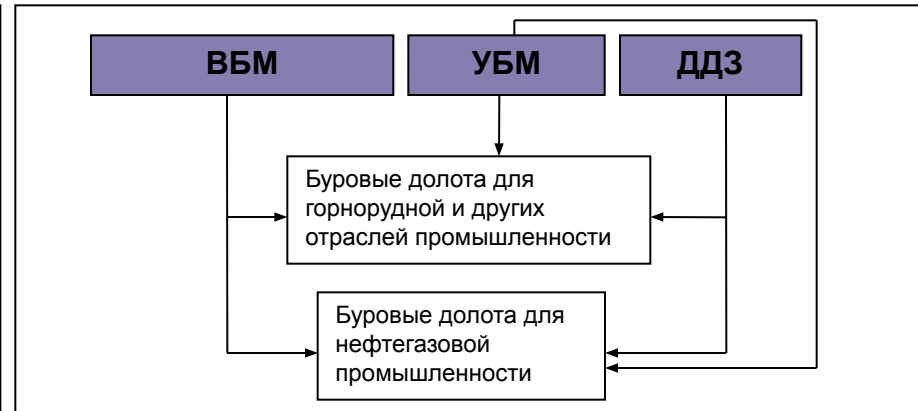 ВБМ
УБМ
ДДЗ
Буровые долота для
горнорудной и других
отраслей промышленности
Буровые долота для
нефтегазовой
промышленности